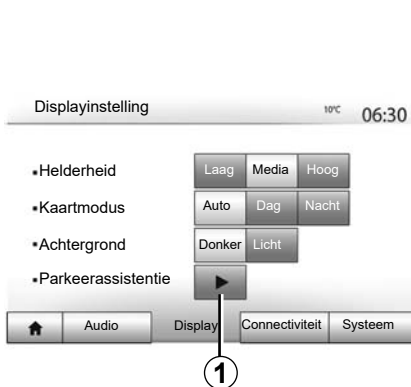 Displayinstelling 10°C 06:30
▪Helderheid Laag Media Hoog
▪Kaartmodus Auto Dag Nacht
▪Achtergrond Donker Licht
▪Parkeerassistentie
Audio Display Connectiviteit Systeem
1